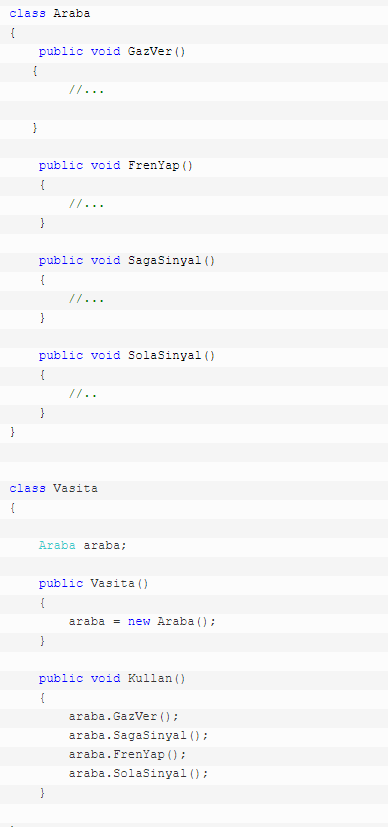 class Araba
{
public void GazVer()
{
//...
}
public void FrenYap()
{
//...
}
public void SagaSinyal()
{
//...
}
public void SolaSinyal()
{
//..
}
}
class Vasita
{
Araba araba;
public Vasita()
{
araba = new Araba();
}
public void Kullan()
{
araba.GazVer();
araba.SagaSinyal();
araba.FrenYap();
araba.SolaSinyal();
}